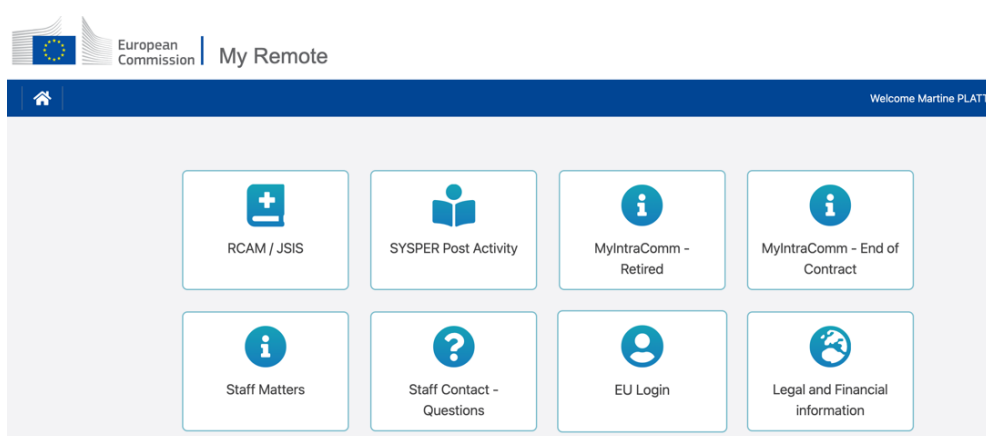 European
Commission
My Remote
Welcome Martine PLATT
RCAM / JSIS
SYSPER Post Activity
MyIntraComm -
Retired
MyIntraComm - End of
Contract
Staff Matters
Staff Contact -
Questions
EU Login
Legal and Financial
information